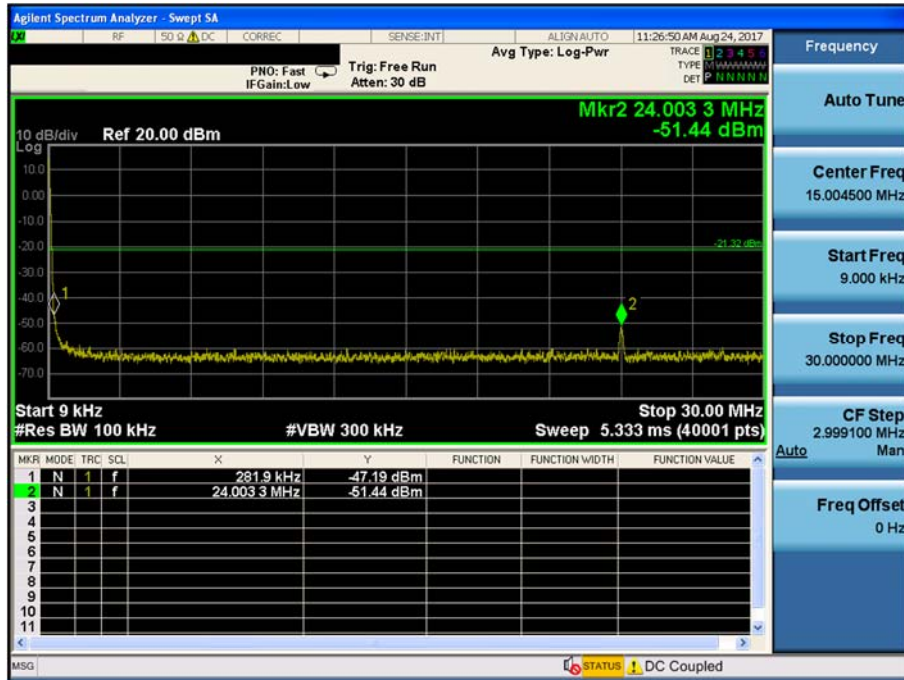 Agilent Spectrum Analyzer - Swept SA
RF 50 Ω DC CORREC SENSE:INT ALIGN AUTO 11:26:50 AM Aug 24, 2017
Frequency
PNO: Fast
IFGain:Low
Trig: Free Run
Atten: 30 dB
Avg Type: Log-Pwr
TRACE 1 2 3 4 5 6
TYPE M
DET P N N N N N
Mkr2 24.003 3 MHz
-51.44 dBm
10 dB/div Ref 20.00 dBm
Log
10.0
0.00
-10.0
-20.0
-21.32 dBm
-30.0
-40.0
1
2
-50.0
-60.0
-70.0
Start 9 kHz Stop 30.00 MHz
#Res BW 100 kHz #VBW 300 kHz Sweep 5.333 ms (40001 pts)
MKR MODE TRC SCL X Y FUNCTION FUNCTION WIDTH FUNCTION VALUE
1 N 1 f 281.9 kHz -47.19 dBm
2 N 1 f 24.003 3 MHz -51.44 dBm
3
4
5
6
7
8
9
10
11
MSG STATUS DC Coupled
Auto Tune
Center Freq
15.004500 MHz
Start Freq
9.000 kHz
Stop Freq
30.000000 MHz
CF Step
2.999100 MHz
Auto Man
Freq Offset
0 Hz